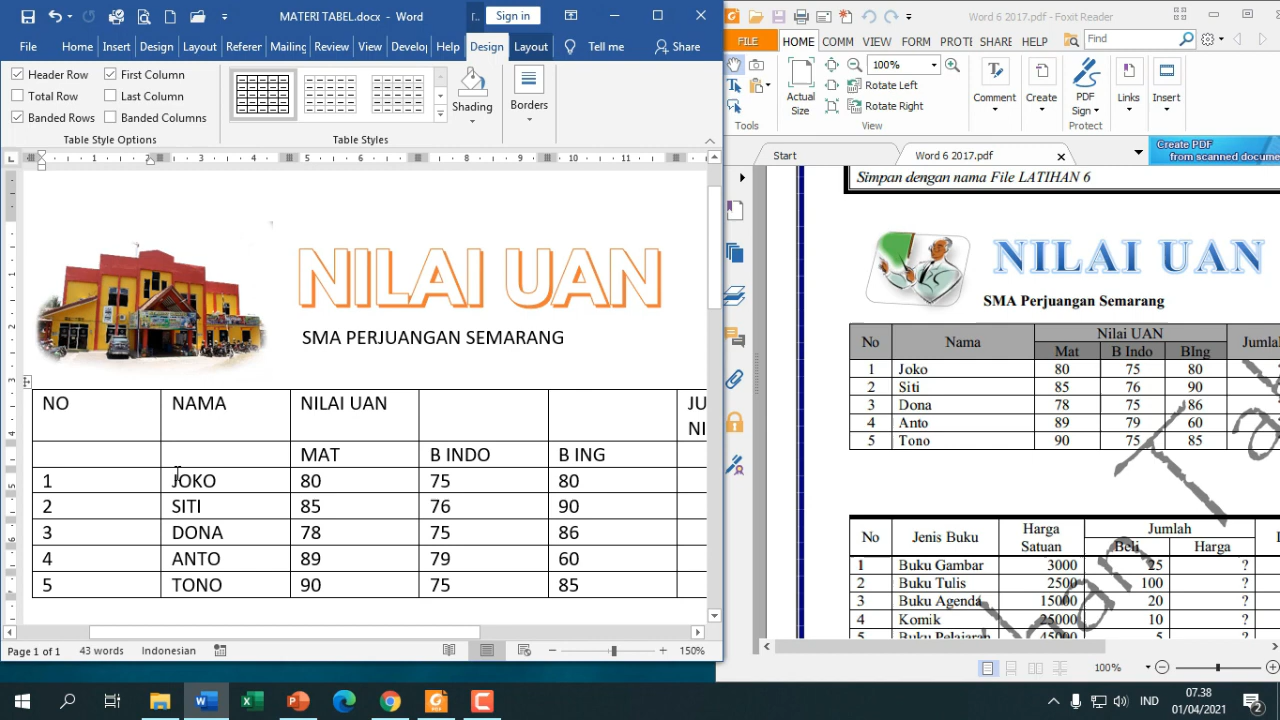 MATERI TABEL.docx - Word
Sign in
File Home Insert Design Layout Referer Mailing Review View Develo Help Design Layout Tell me Share
Header Row First Column
Total Row Last Column
Banded Rows Banded Columns
Shading Borders
Table Style Options Table Styles
NILAI UAN
SMA PERJUANGAN SEMARANG
NO NAMA NILAI UAN JU
NI
MAT B INDO B ING
1 JOKO 80 75 80
2 SITI 85 76 90
3 DONA 78 75 86
4 ANTO 89 79 60
5 TONO 90 75 85
Page 1 of 1 43 words Indonesian 150%
Word 6 2017.pdf - Foxit Reader
FILE HOME COMM VIEW FORM PROTE SHARE HELP Find
Actual Size
100%
Rotate Left
Rotate Right
Comment Create PDF Sign Links Insert
Tools View Protect
Start Word 6 2017.pdf
Create PDF
from scanned docume
Simpan dengan nama File LATIHAN 6
NILAI UAN
SMA Perjuangan Semarang
No Nama Nilai UAN Jumla
Mat B Indo BIng
1 Joko 80 75 80
2 Siti 85 76 90
3 Dona 78 75 86
4 Anto 89 79 60
5 Tono 90 75 85
No Jenis Buku Harga Satuan Jumlah
Beli Harga
1 Buku Gambar 3000 25 ?
2 Buku Tulis 2500 100 ?
3 Buku Agenda 15000 20 ?
4 Komik 25000 10 ?
5 Buku Pelajaran 45000 5 ?
100%
IND
07.38
01/04/2021
2